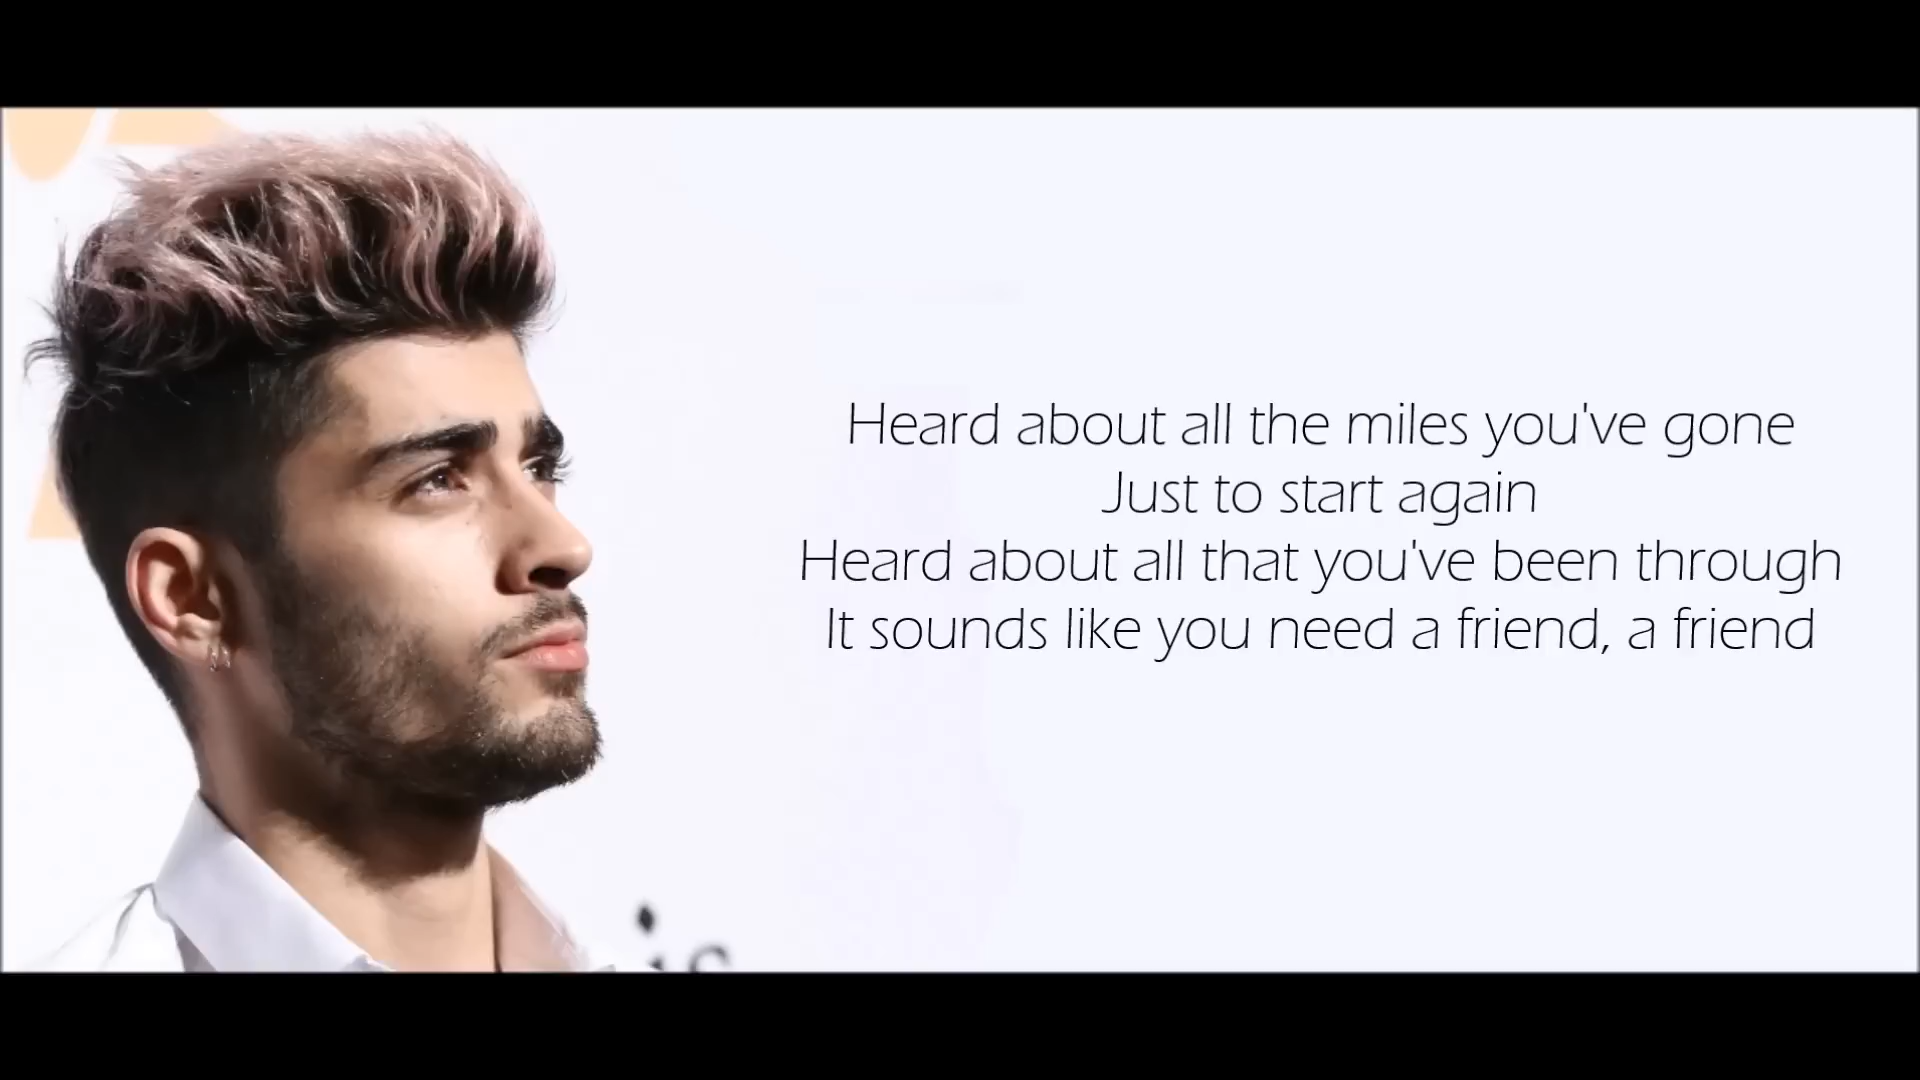 Heard about all the miles you've gone
Just to start again
Heard about all that you've been through
It sounds like you need a friend, a friend